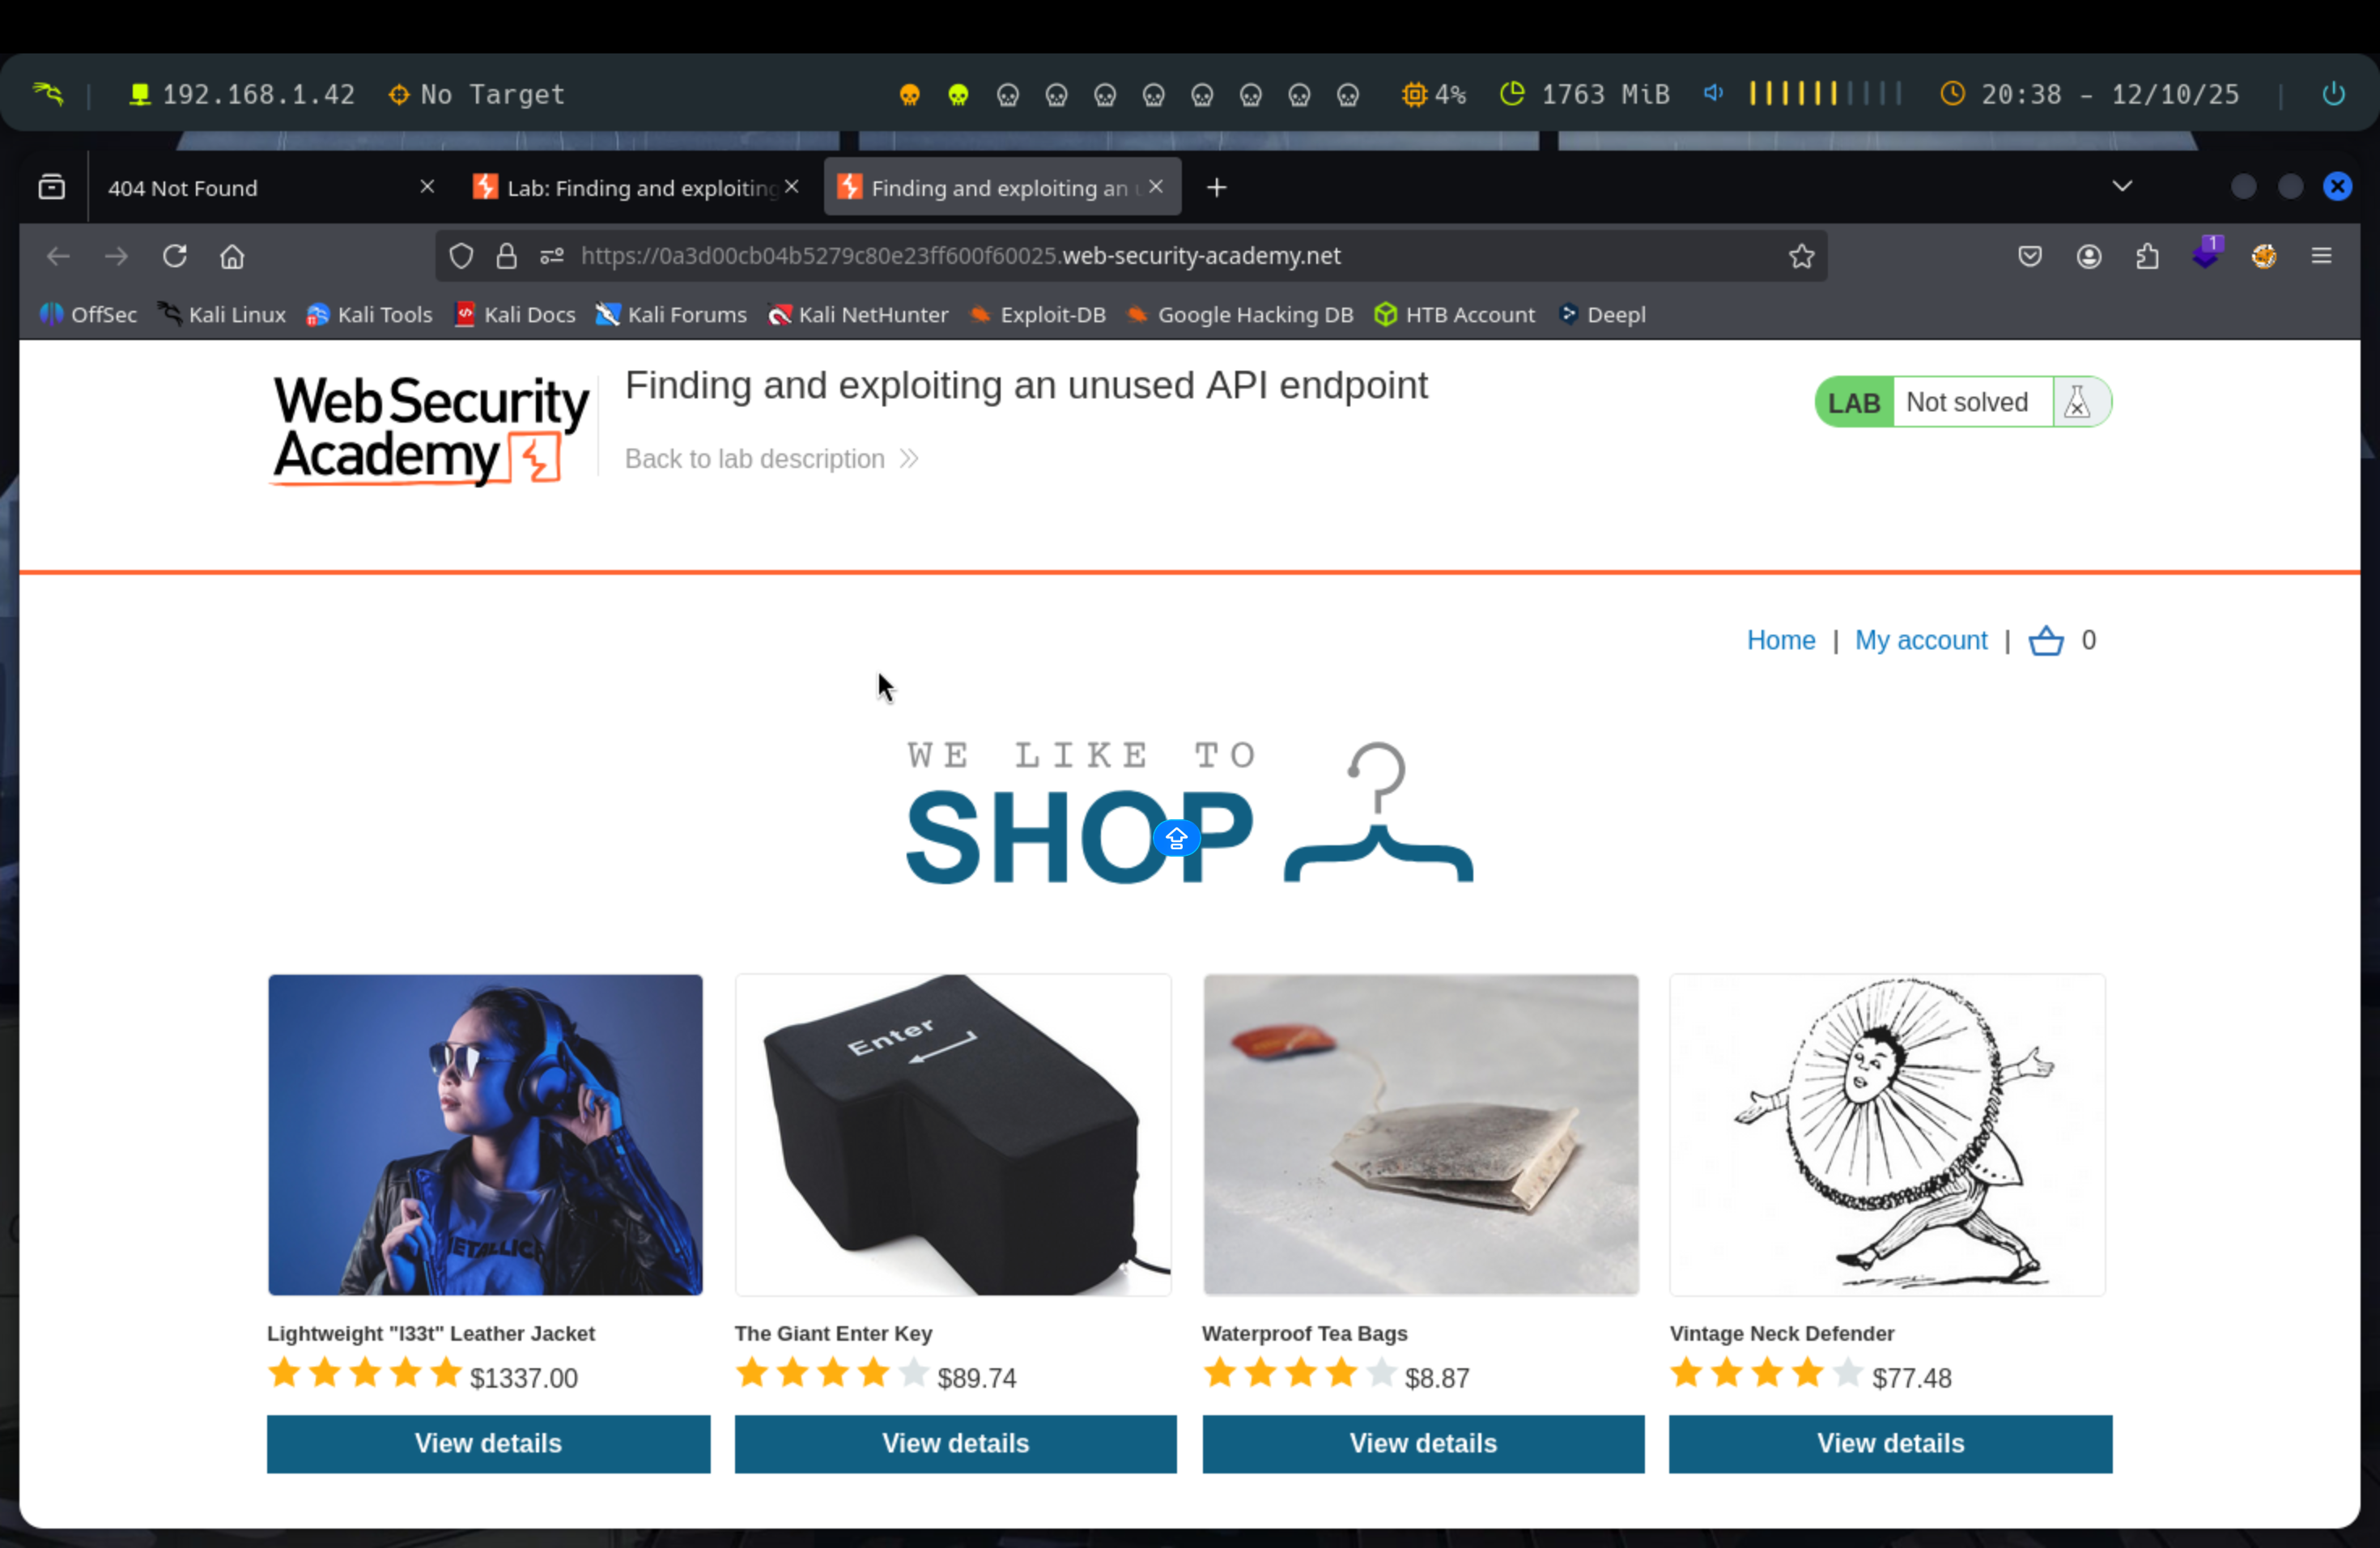 192.168.1.42 No Target 4% 1763 MiB 20:38 - 12/10/25
404 Not Found Lab: Finding and exploiting Finding and exploiting an
https://0a3d00cb04b5279c80e23ff600f60025.web-security-academy.net 1
OffSec Kali Linux Kali Tools Kali Docs Kali Forums Kali NetHunter Exploit-DB Google Hacking DB HTB Account Deepl
WebSecurity
Academy
Finding and exploiting an unused API endpoint
Back to lab description
LAB Not solved
Home | My account | 0
WE LIKE TO
SHOP
Enter
METALLICA
Lightweight "l33t" Leather Jacket The Giant Enter Key Waterproof Tea Bags Vintage Neck Defender
$1337.00 $89.74 $8.87 $77.48
View details View details View details View details